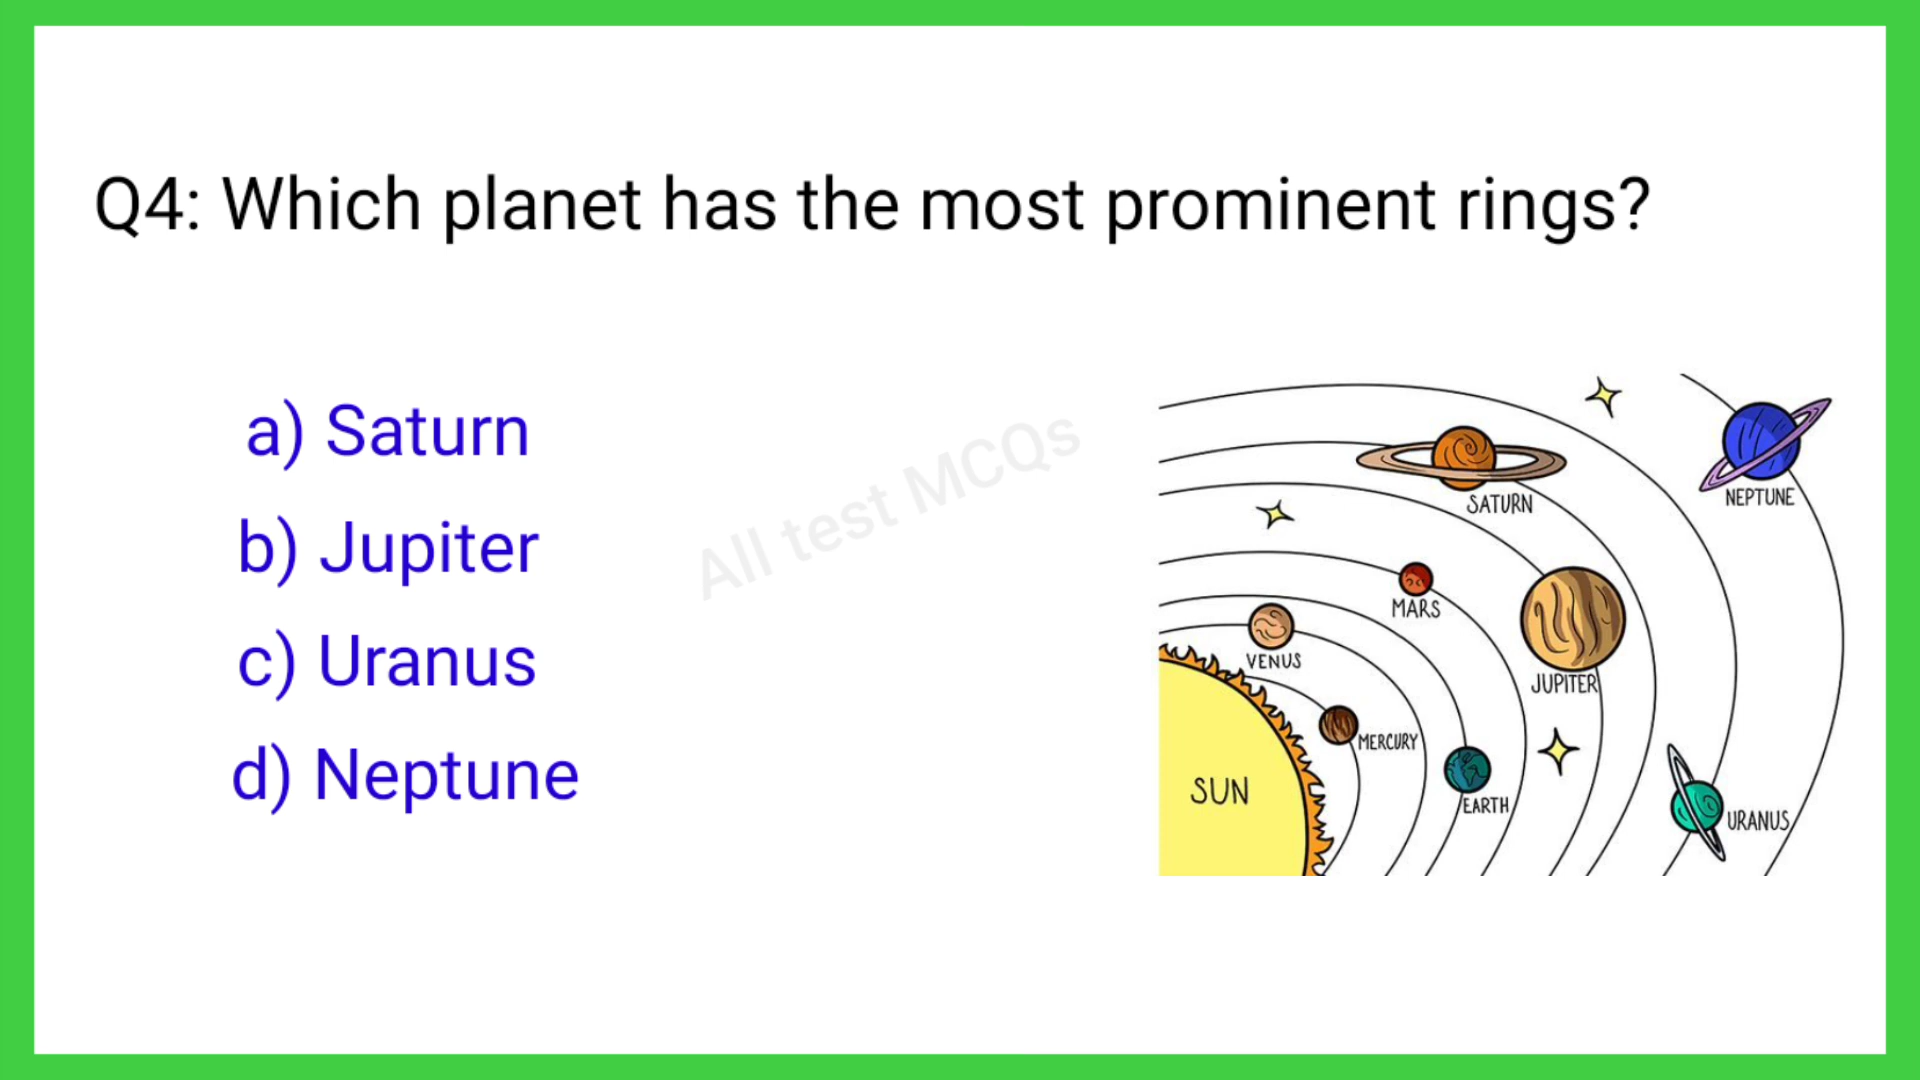 Q4: Which planet has the most prominent rings?
a) Saturn
b) Jupiter
c) Uranus
d) Neptune
All test MCQs
SATURN
NEPTUNE
MARS
VENUS
JUPITER
MERCURY
SUN
EARTH
URANUS